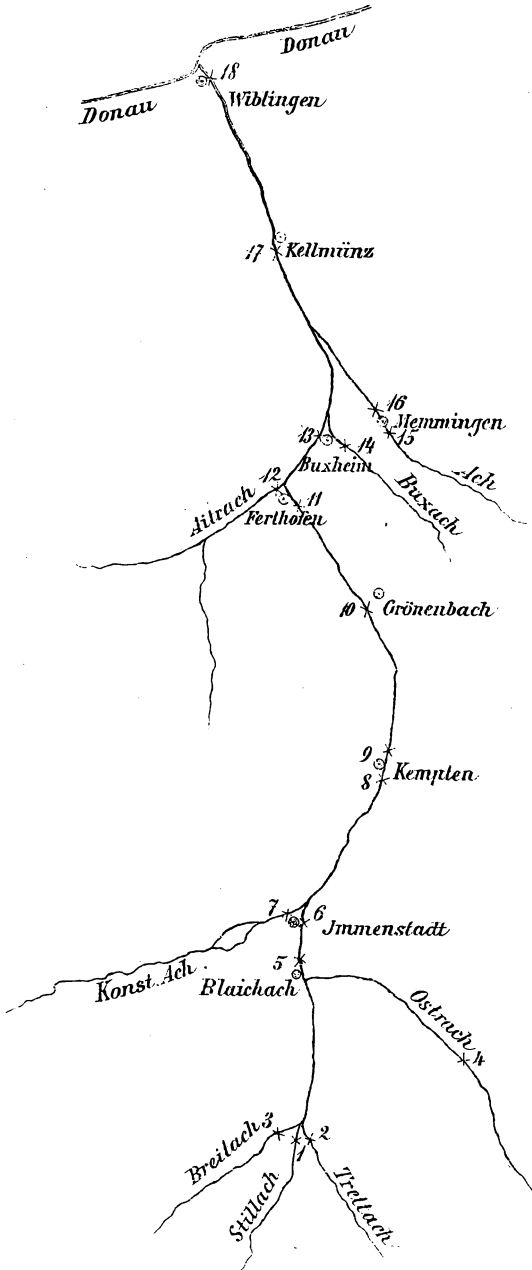 Donau
18
Donau
Wiblingen
17 Kellmünz
16
Memmingen
13
14
15
Buxheim
Ach
12
11
Buxach
Aitrach
Ferthofen
10
Grönenbach
9
8
Kempten
7
6
Jmmenstadt
5
Konst. Ach
Blaichach
Ostrach
4
3
2
Breitach
1
Stillach
Trettach